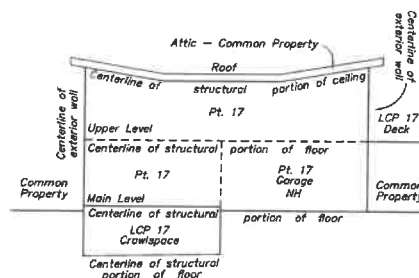 Attic — Common Property
Roof
Centerline of structural portion of ceiling
Centerline of exterior wall
Centerline of exterior wall
Pt. 17
LCP 17
Deck
Upper Level
Centerline of structural portion of floor
Common
Property
Pt. 17
Pt. 17
Garage
NH
Common
Property
Main Level
Centerline of structural portion of floor
LCP 17
Crawlspace
Centerline of structural
portion of floor